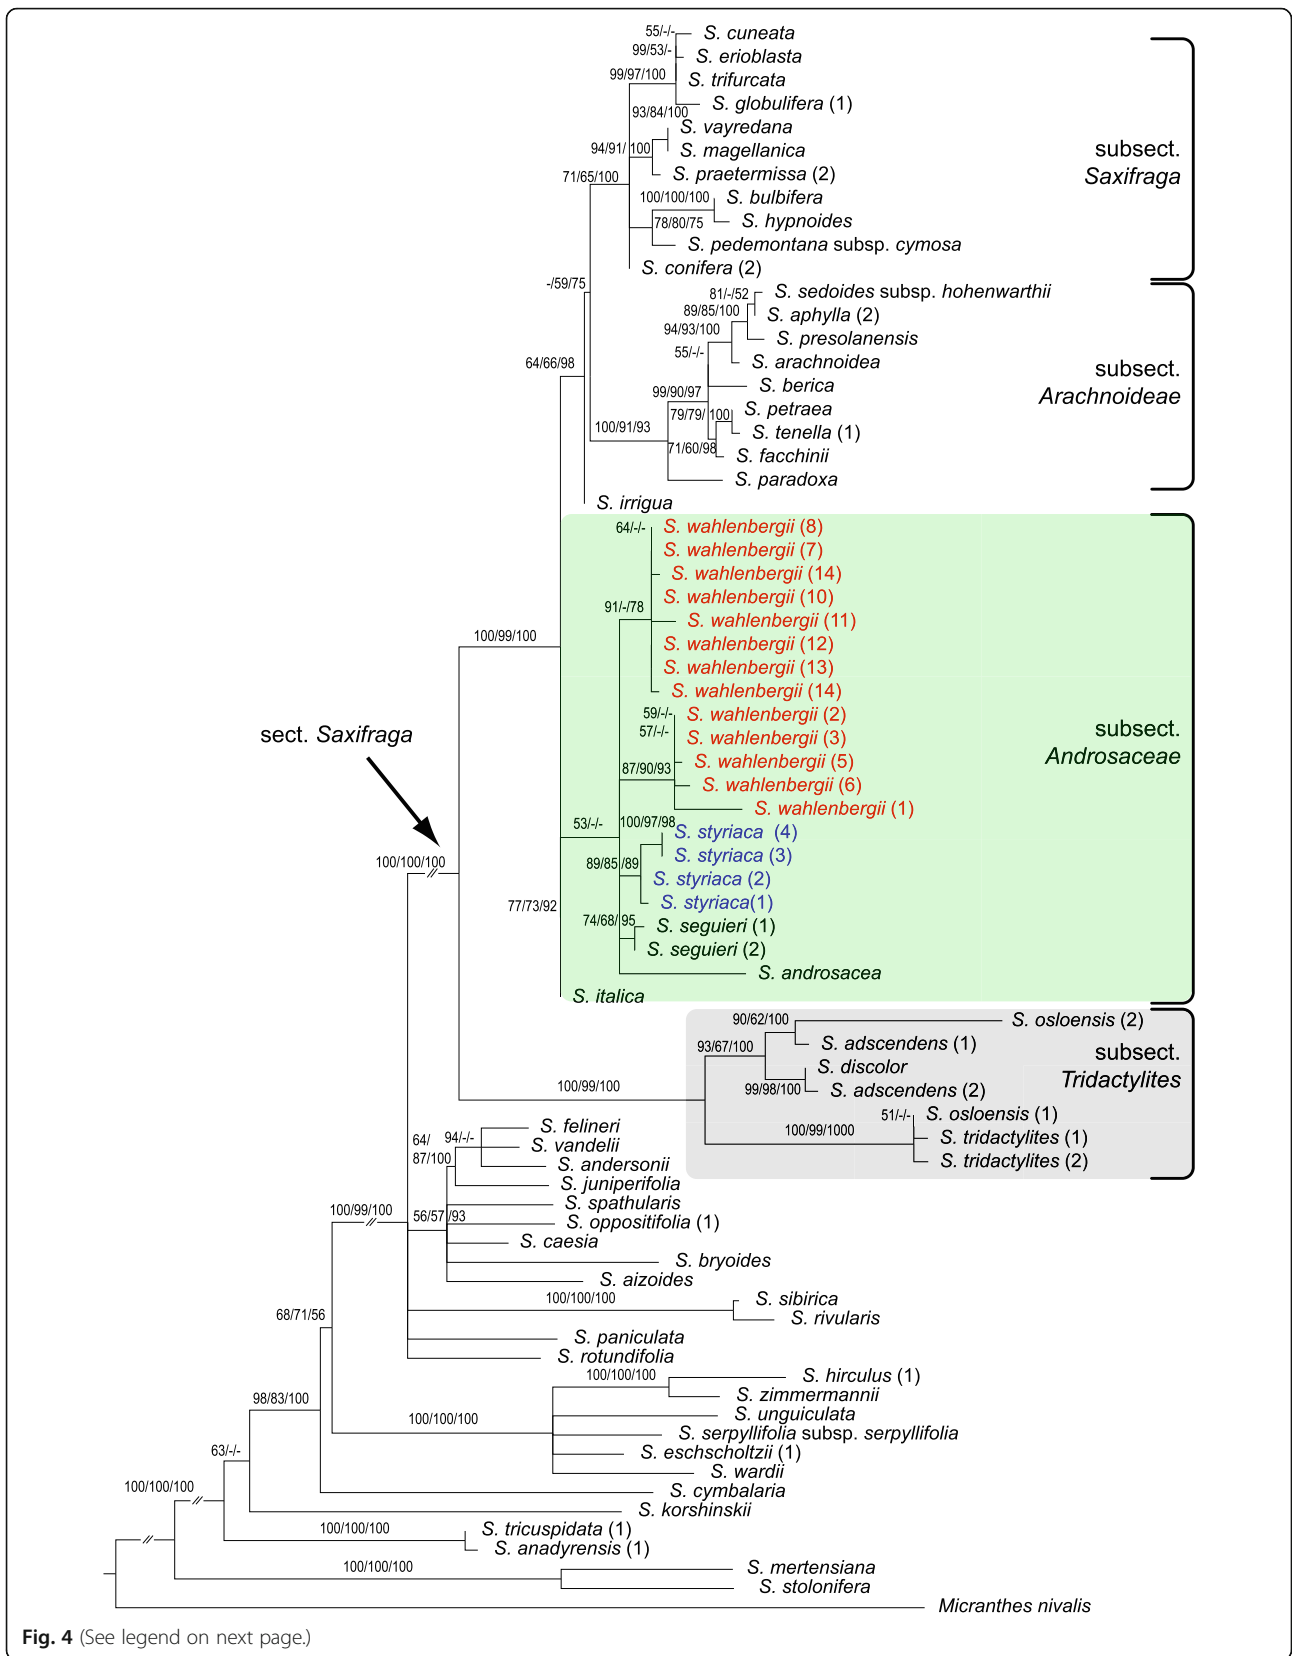 55/-/-
S. cuneata
99/53/-
S. erioblasta
99/97/100
S. trifurcata
S. globulifera (1)
93/84/100
S. vayredana
94/91/ 100
S. magellanica
S. praetermissa (2)
71/65/100
100/100/100
S. bulbifera
78/80/75
S. hypnoides
S. pedemontana subsp. cymosa
S. conifera (2)
subsect.
Saxifraga
-/59/75
81/-/52
S. sedoides subsp. hohenwarthii
89/85/100
S. aphylla (2)
94/93/100
S. presolanensis
55/-/-
S. arachnoidea
64/66/98
S. berica
99/90/97
79/79/ 100
S. petraea
100/91/93
S. tenella (1)
71/60/98
S. facchinii
S. paradoxa
subsect.
Arachnoideae
S. irrigua
64/-/-
S. wahlenbergii (8)
S. wahlenbergii (7)
S. wahlenbergii (14)
S. wahlenbergii (10)
91/-/78
S. wahlenbergii (11)
100/99/100
S. wahlenbergii (12)
S. wahlenbergii (13)
S. wahlenbergii (14)
59/-/-
S. wahlenbergii (2)
57/-/-
S. wahlenbergii (3)
S. wahlenbergii (5)
87/90/93
S. wahlenbergii (6)
S. wahlenbergii (1)
sect. Saxifraga
subsect.
Androsaceae
53/-/-
100/97/98
S. styriaca (4)
S. styriaca (3)
89/85 /89
100/100/100
S. styriaca (2)
S. styriaca(1)
77/73/92
74/68/ 95
S. seguieri (1)
S. seguieri (2)
S. androsacea
S. italica
90/62/100
S. osloensis (2)
93/67/100
S. adscendens (1)
S. discolor
99/98/100
S. adscendens (2)
100/99/100
51/-/-
S. osloensis (1)
100/99/1000
S. tridactylites (1)
S. tridactylites (2)
subsect.
Tridactylites
S. felineri
64/
87/100
94/-/-
S. vandelii
S. andersonii
S. juniperifolia
S. spathularis
100/99/100
56/57 /93
S. oppositifolia (1)
S. caesia
S. bryoides
S. aizoides
100/100/100
S. sibirica
S. rivularis
68/71/56
S. paniculata
S. rotundifolia
100/100/100
S. hirculus (1)
S. zimmermannii
98/83/100
100/100/100
S. unguiculata
S. serpyllifolia subsp. serpyllifolia
63/-/-
S. eschscholtzii (1)
S. wardii
100/100/100
S. cymbalaria
S. korshinskii
100/100/100
S. tricuspidata (1)
S. anadyrensis (1)
100/100/100
S. mertensiana
S. stolonifera
Micranthes nivalis
Fig. 4 (See legend on next page.)